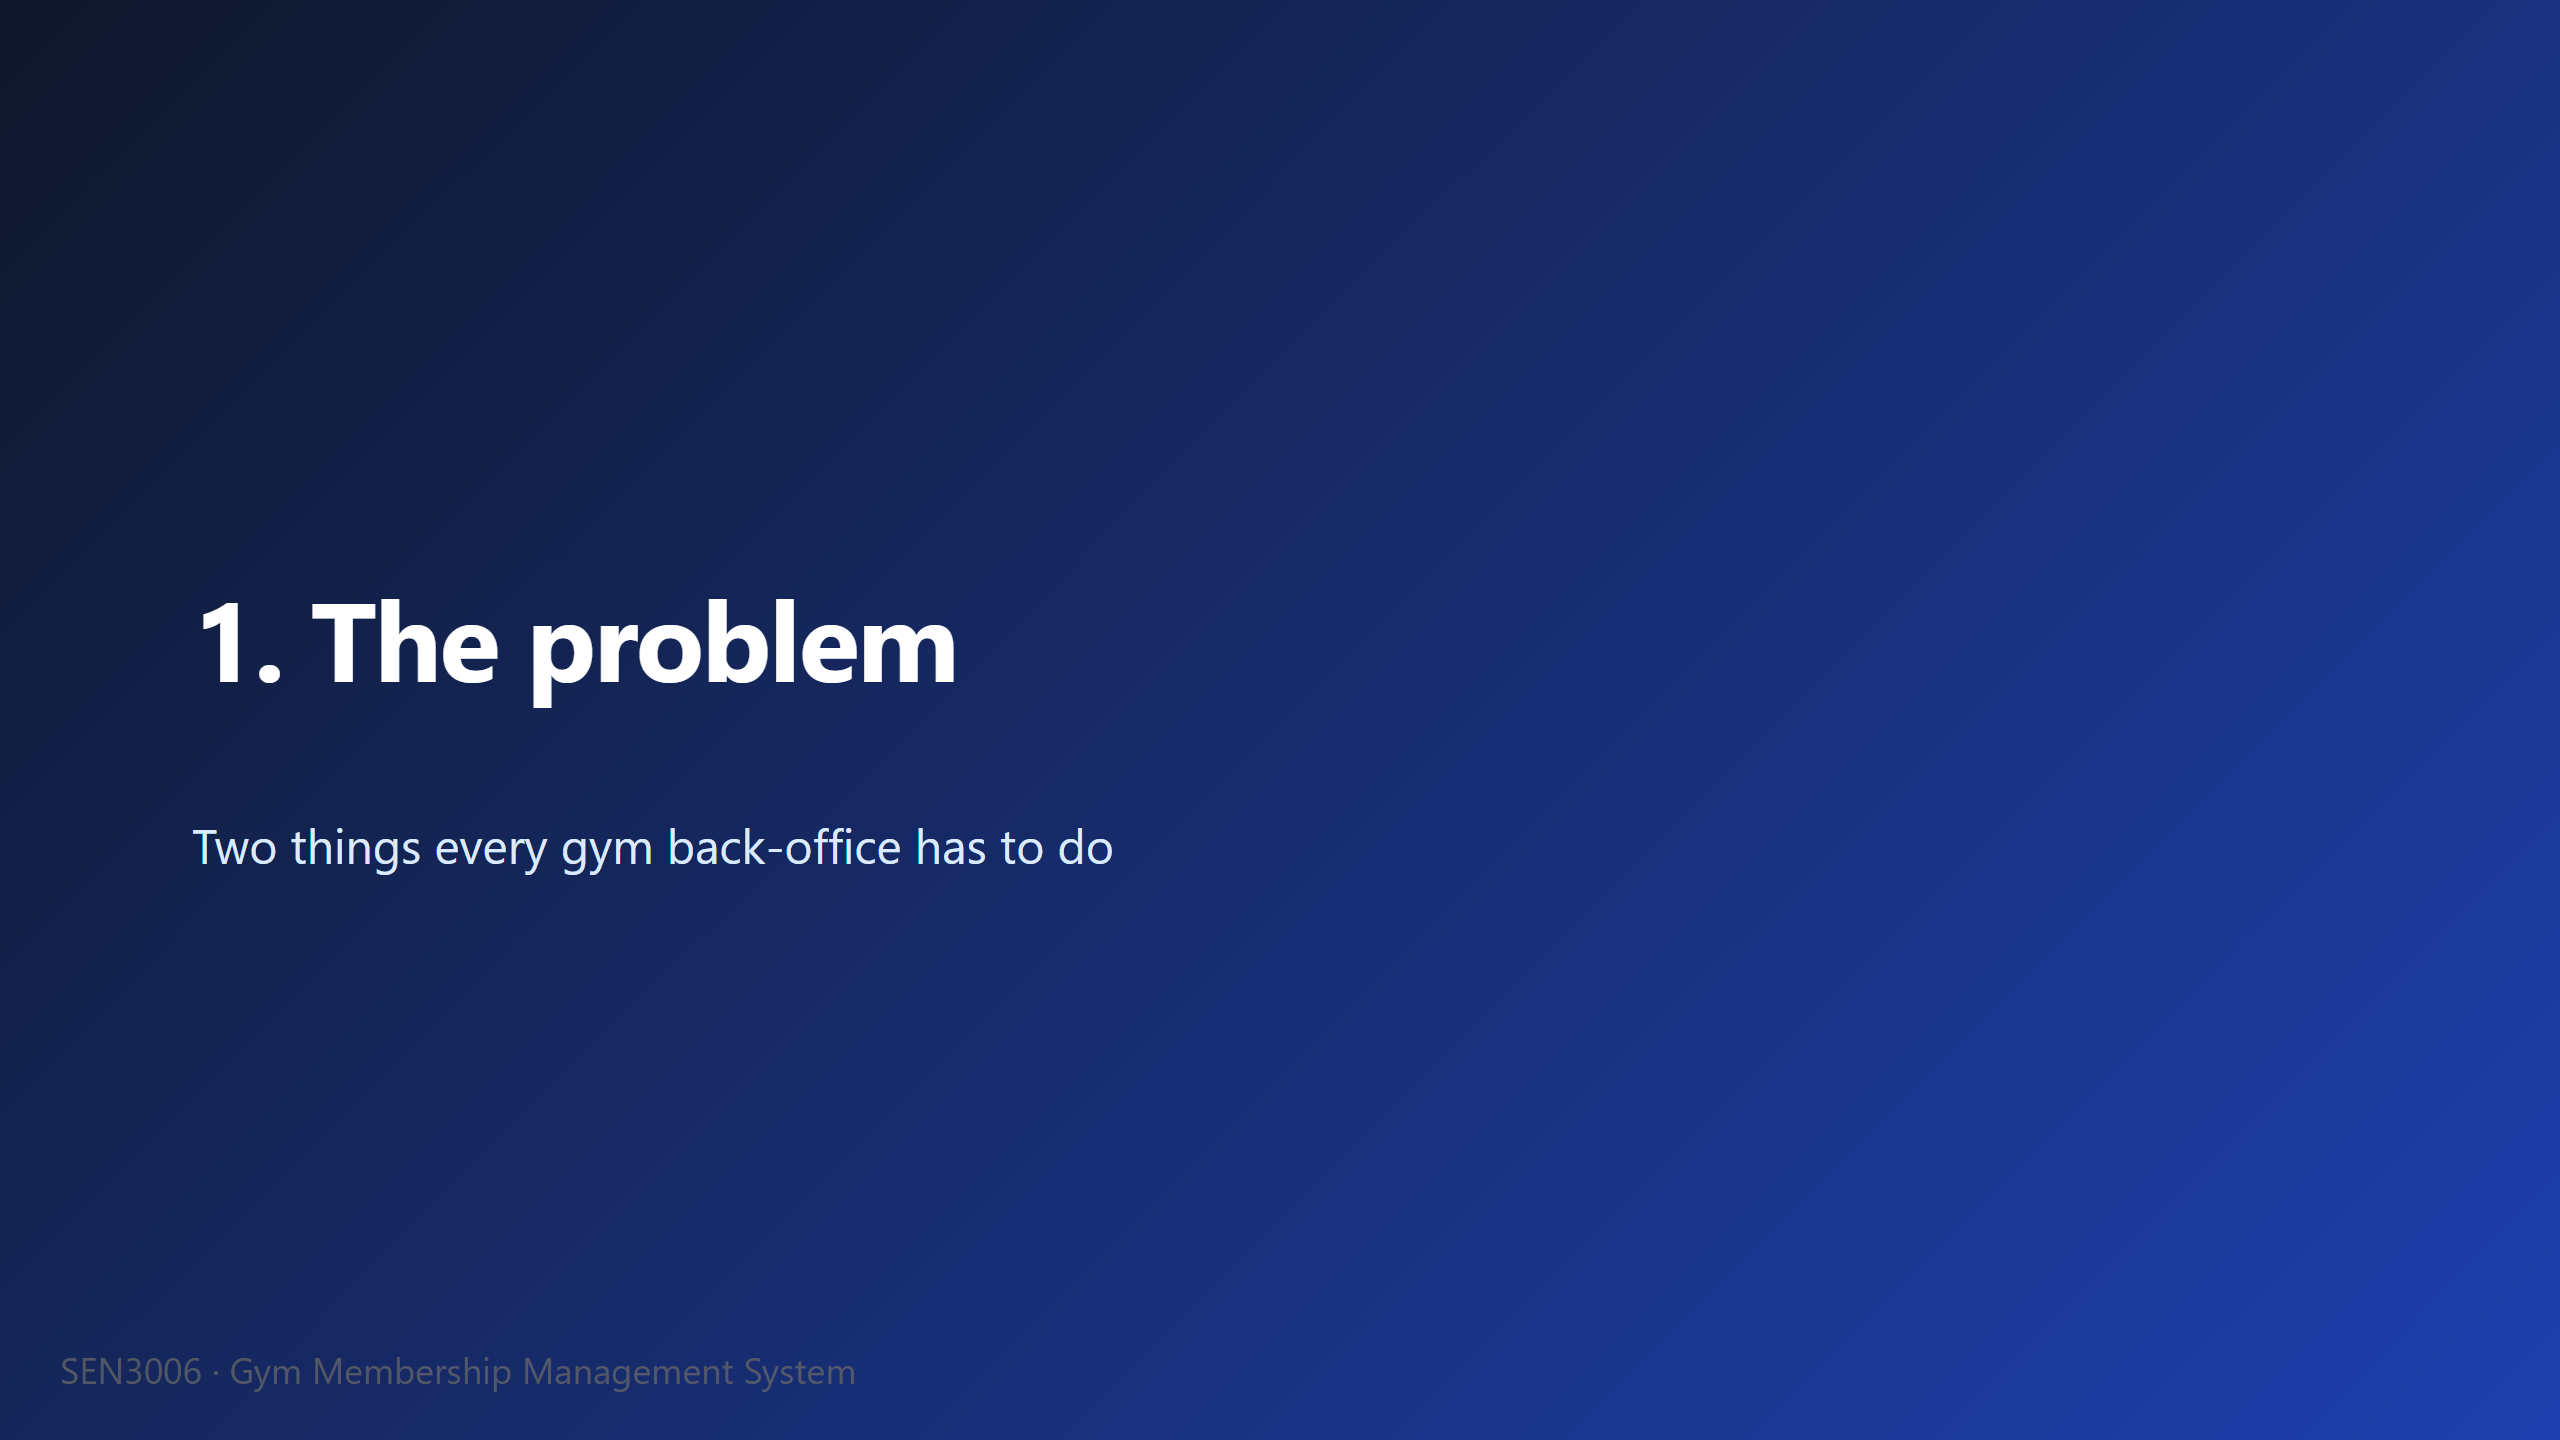 1. The problem
Two things every gym back-office has to do
SEN3006 · Gym Membership Management System